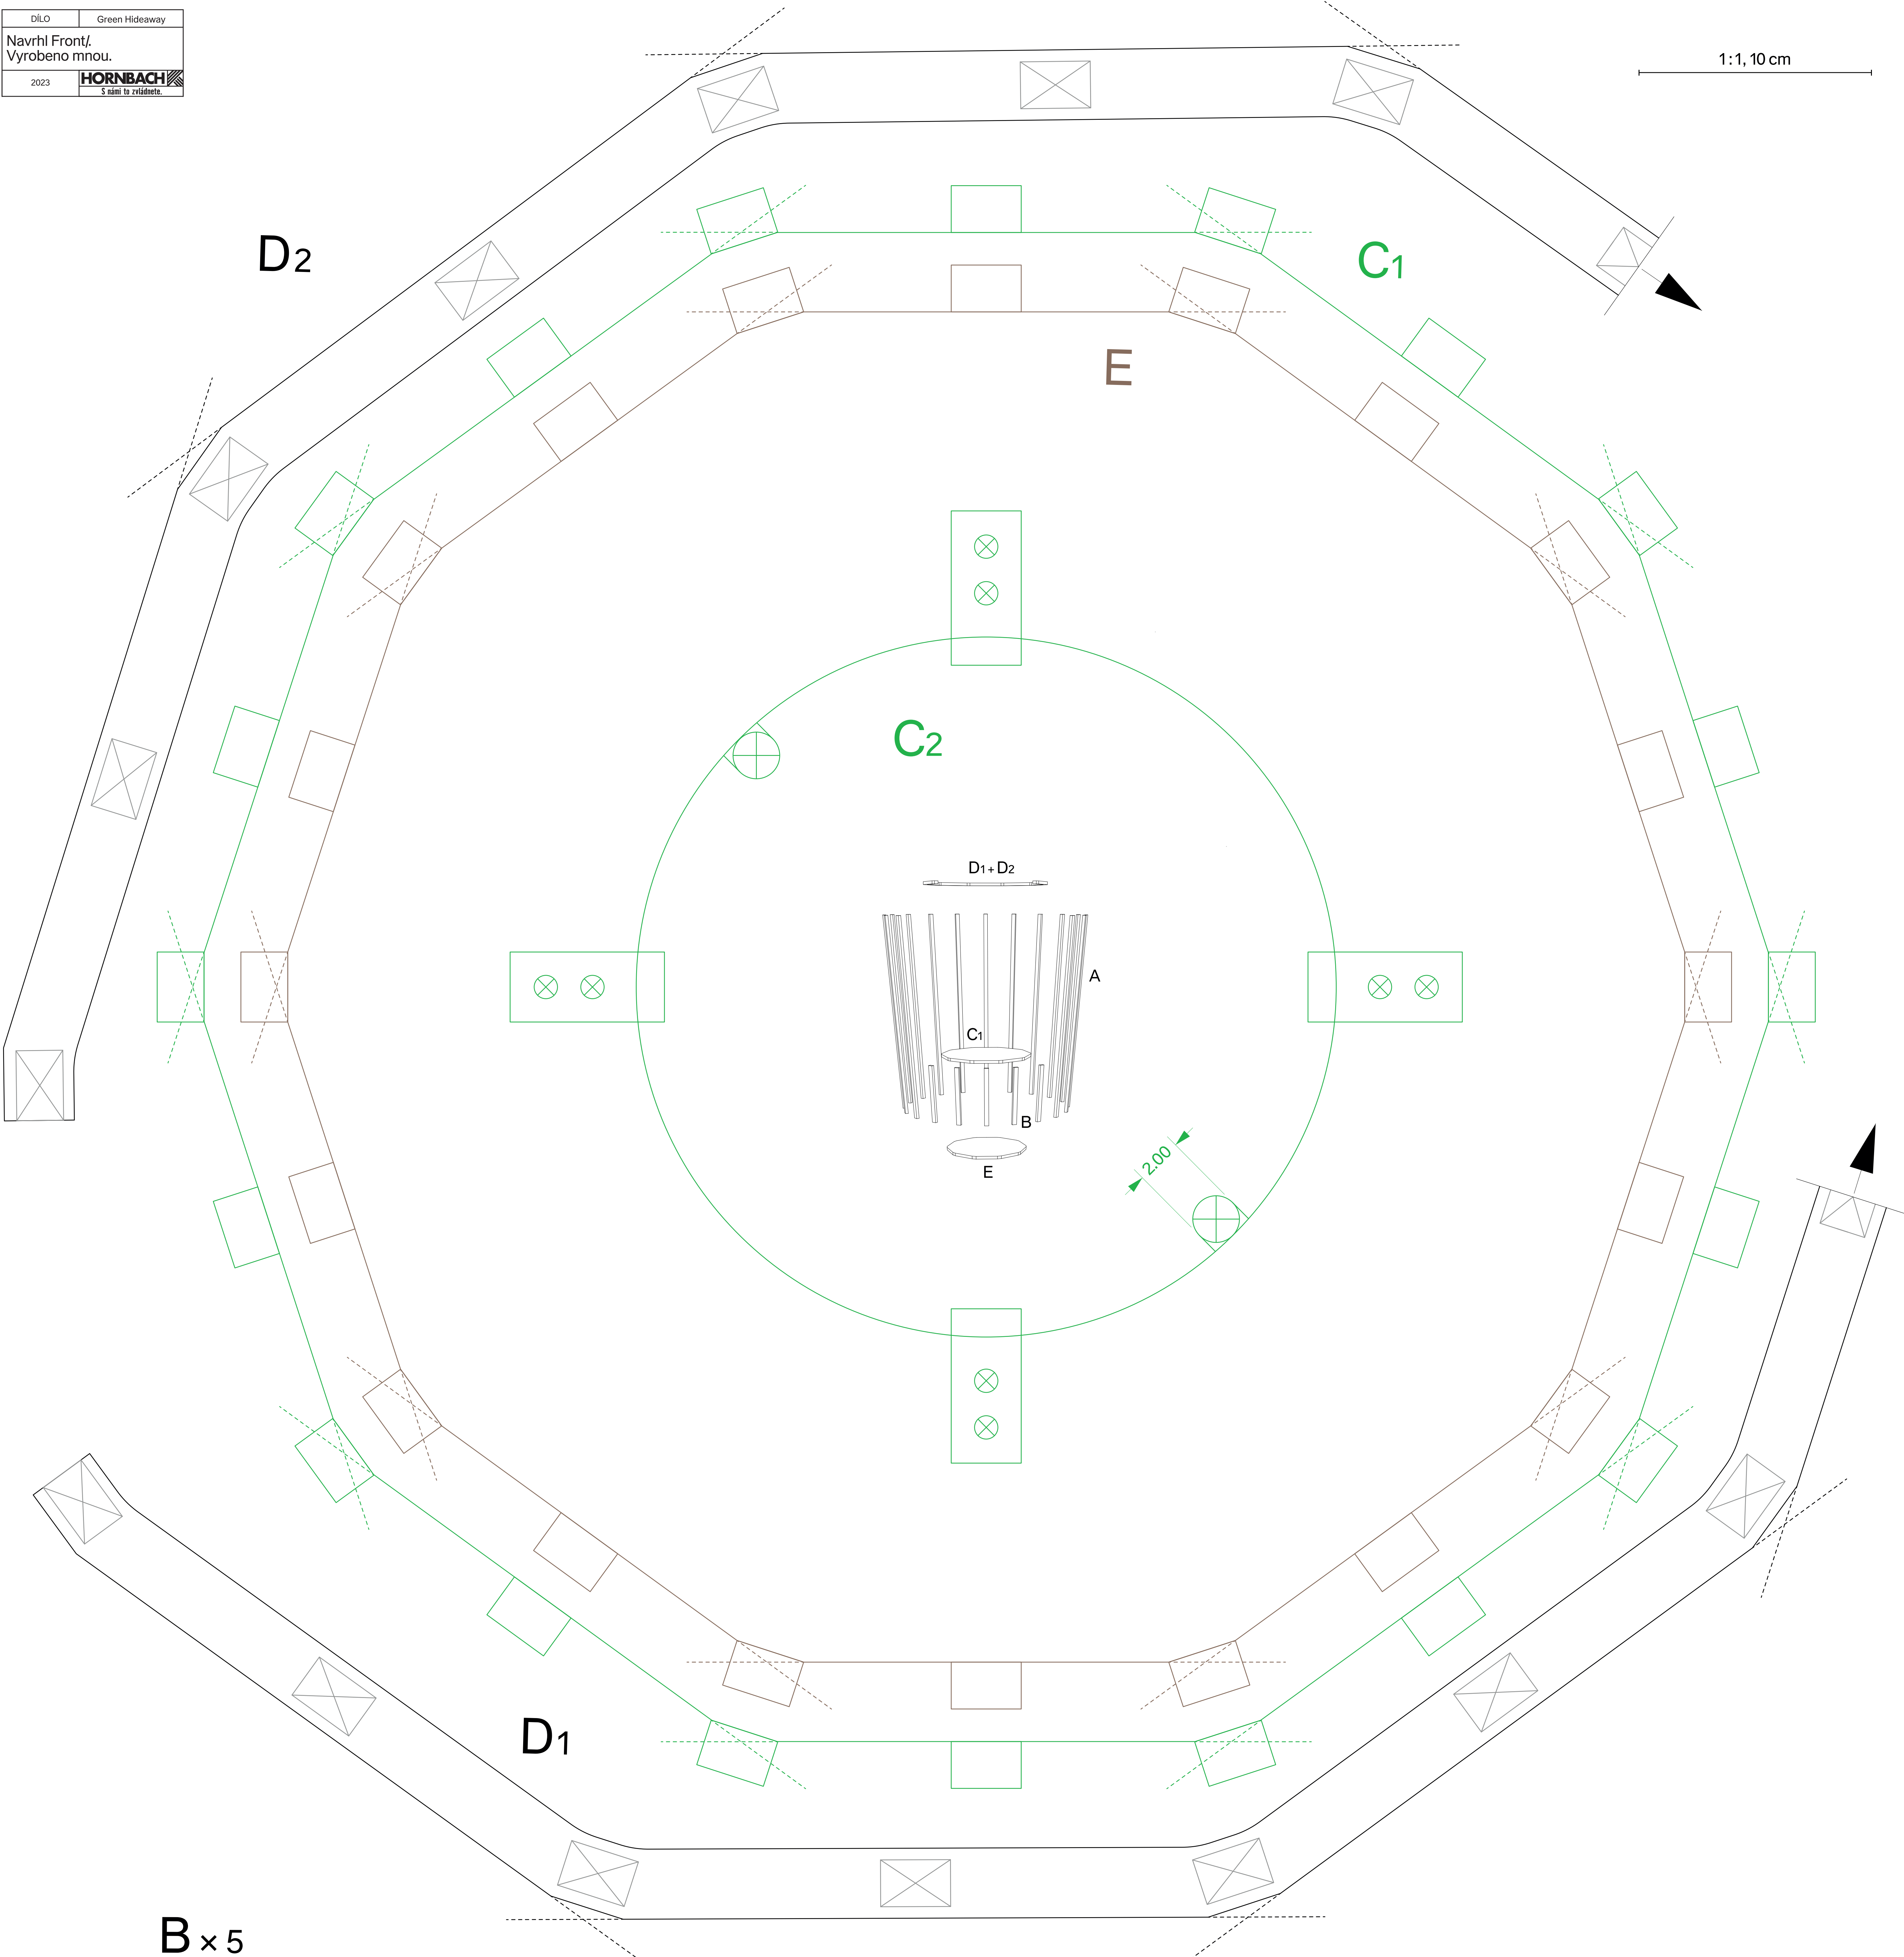 DÍLO
Green Hideaway
Navrhl Front/.
Vyrobeno mnou.
2023
HORNBACH
S námi to zvládnete.
1:1, 10 cm
D2
C1
E
C2
D1+D2
A
C1
B
E
2.00
D1
B × 5